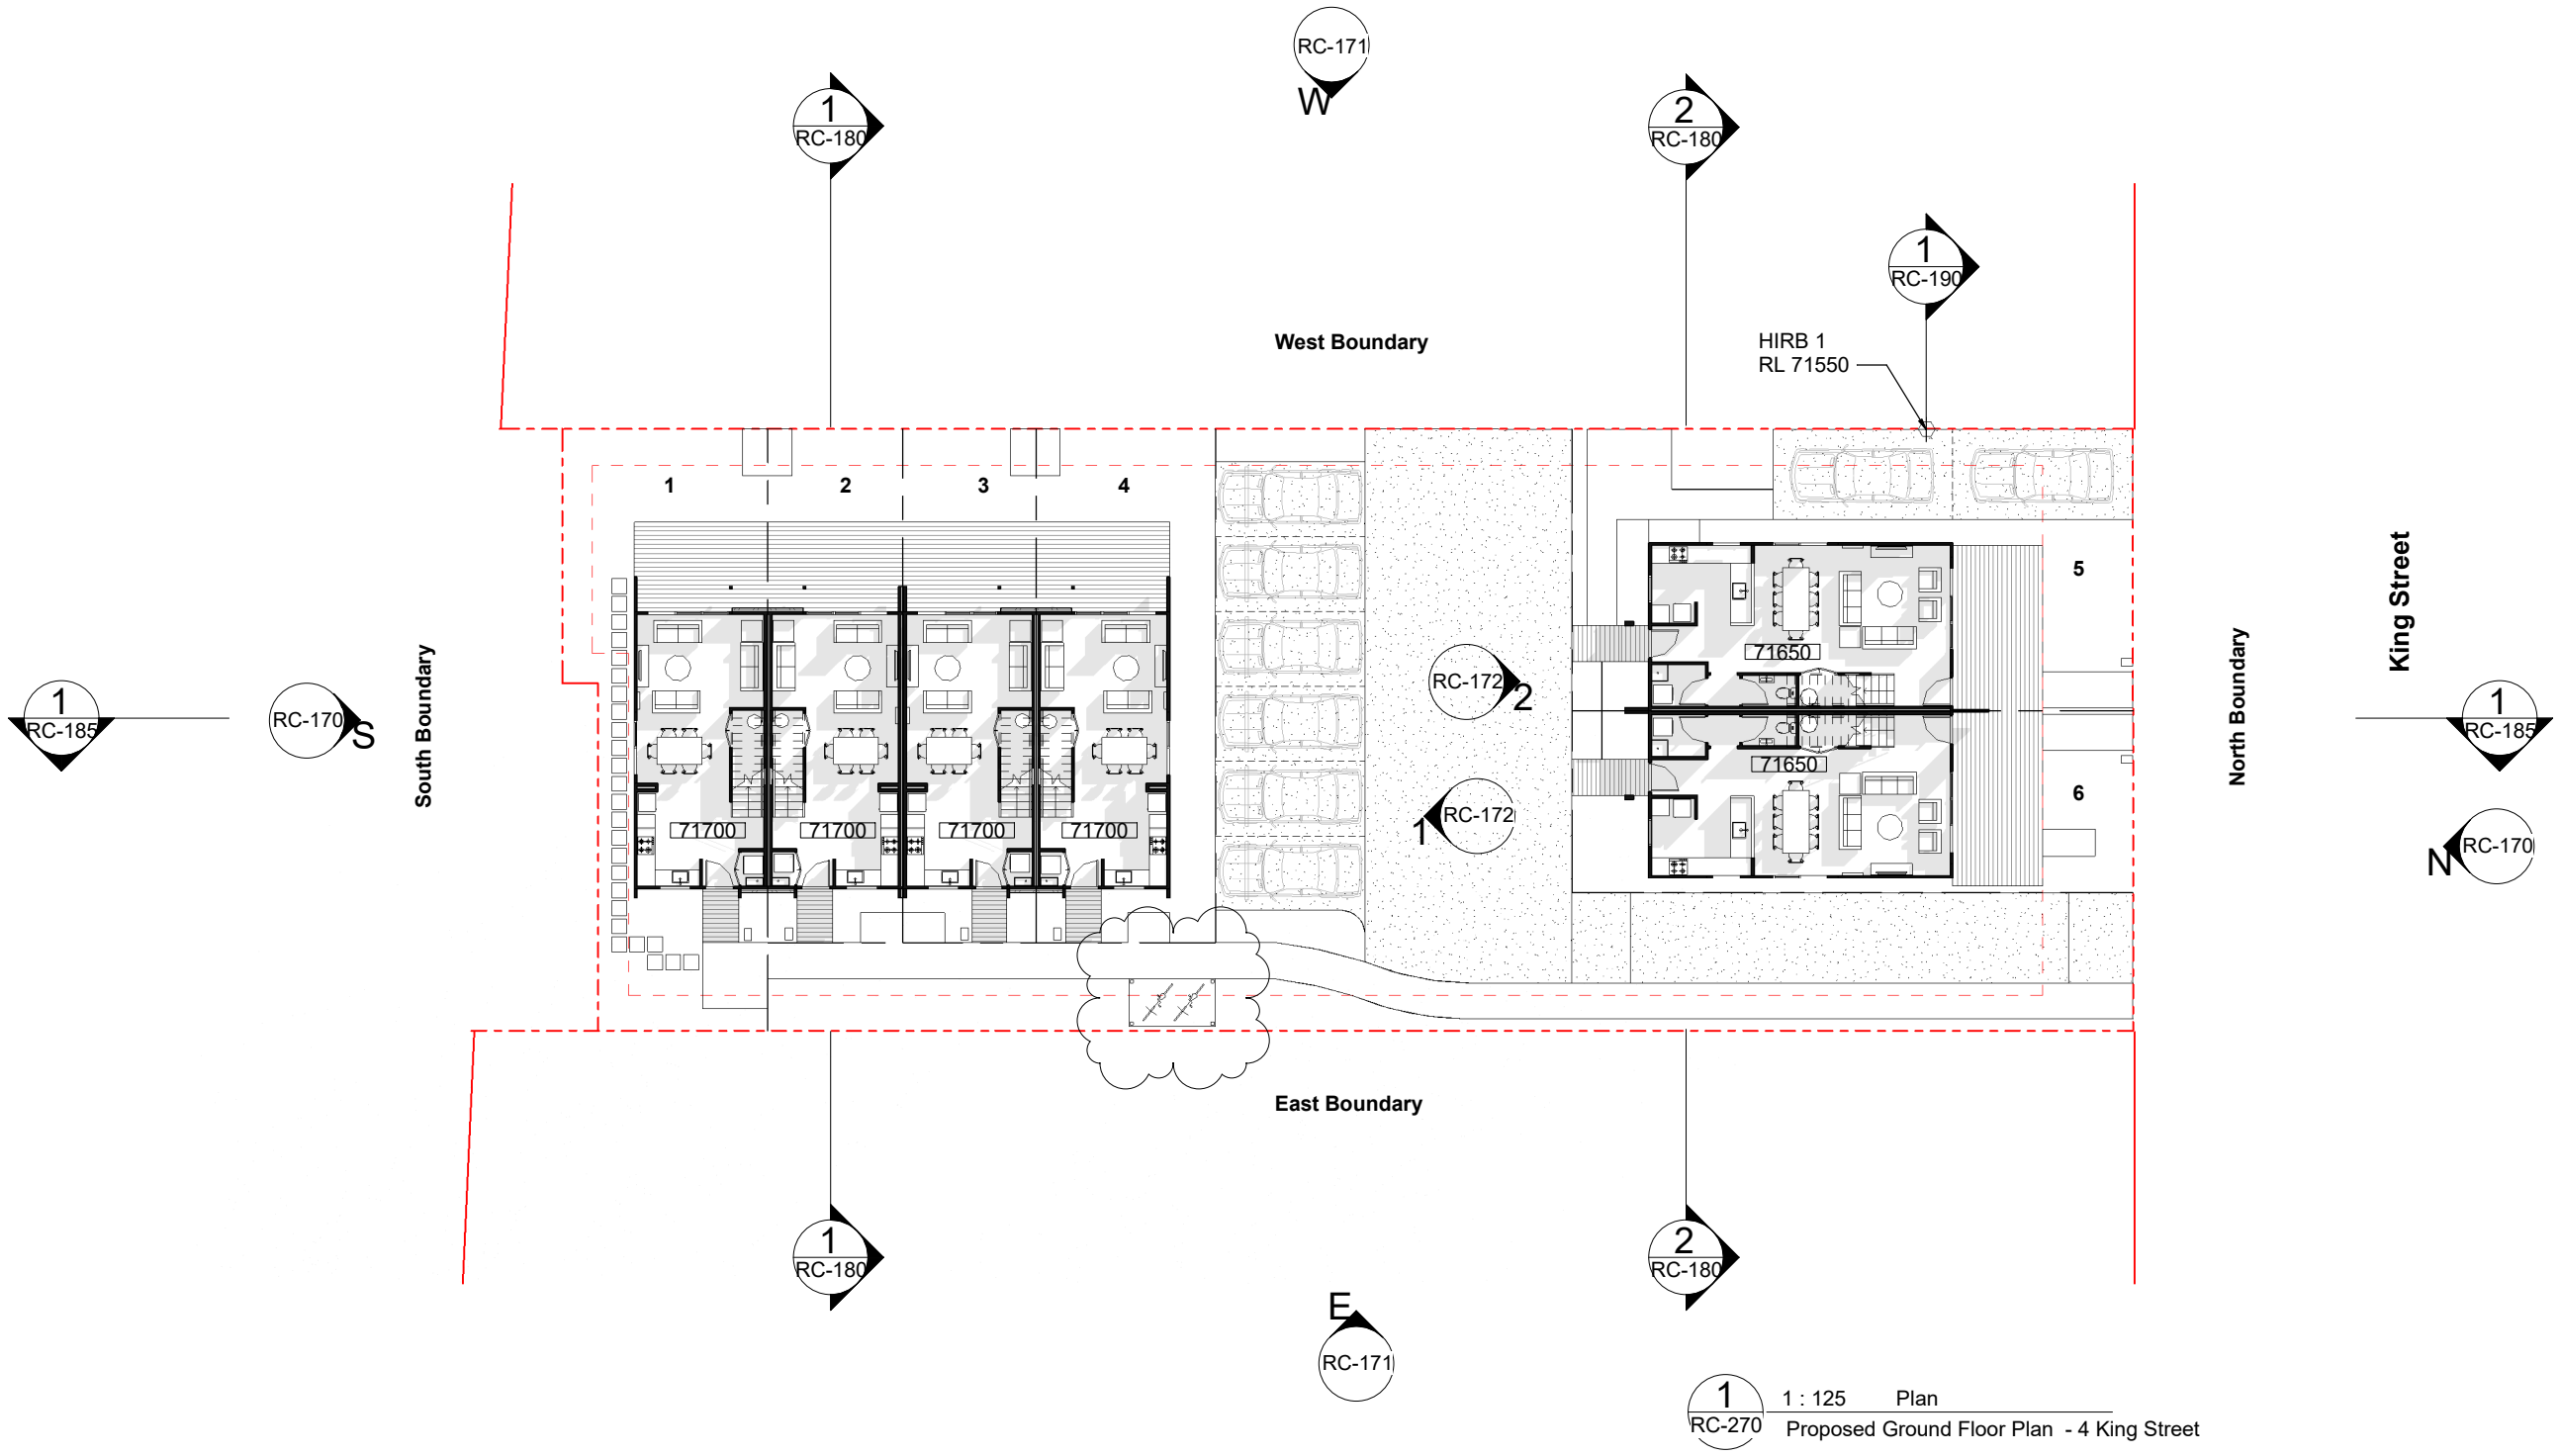 RC-171
W
1
RC-180
2
RC-180
1
RC-190
HIRB 1
RL 71550
West Boundary
1
2
3
4
5
6
King Street
North Boundary
South Boundary
1
RC-185
RC-170
S
RC-172
2
RC-172
1
71650
71650
71700
71700
71700
71700
1
RC-185
RC-170
N
East Boundary
1
RC-180
2
RC-180
E
RC-171
1
RC-270
1 : 125 Plan
Proposed Ground Floor Plan - 4 King Street